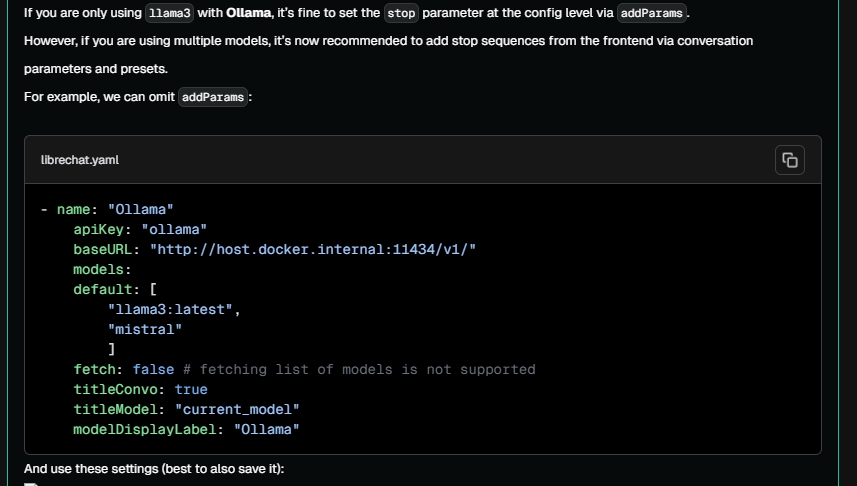 If you are only using llama3 with Ollama, it's fine to set the stop parameter at the config level via addParams.
However, if you are using multiple models, it's now recommended to add stop sequences from the frontend via conversation
parameters and presets.
For example, we can omit addParams:
librechat.yaml
- name: "Ollama"
apiKey: "ollama"
baseURL: "http://host.docker.internal:11434/v1/"
models:
default: [
"llama3:latest",
"mistral"
]
fetch: false # fetching list of models is not supported
titleConvo: true
titleModel: "current_model"
modelDisplayLabel: "Ollama"
And use these settings (best to also save it):